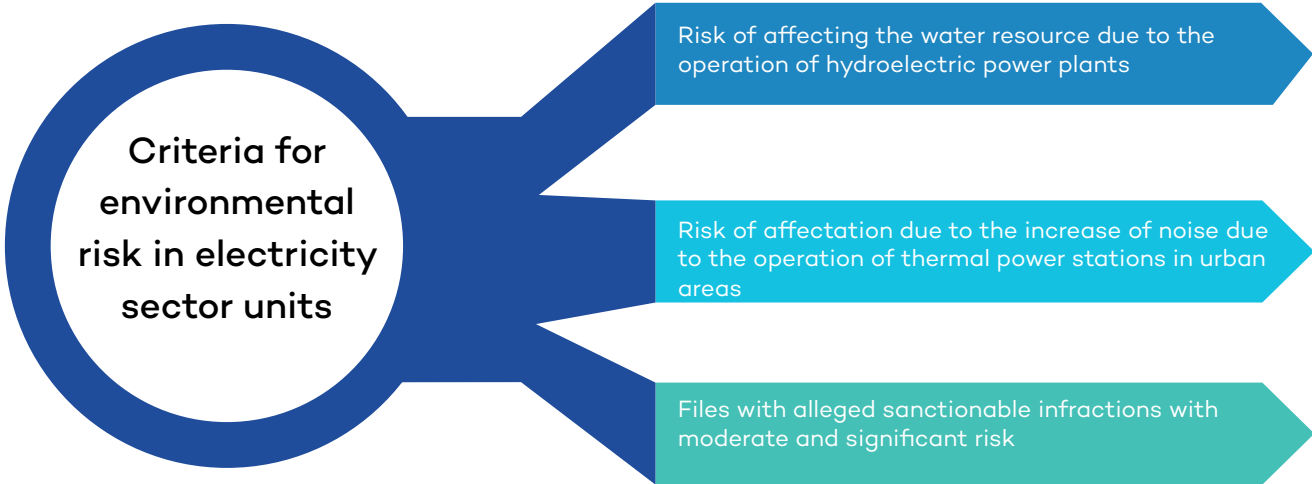 Criteria for
environmental
risk in electricity
sector units
Risk of affecting the water resource due to the
operation of hydroelectric power plants
Risk of affectation due to the increase of noise due
to the operation of thermal power stations in urban
areas
Files with alleged sanctionable infractions with
moderate and significant risk